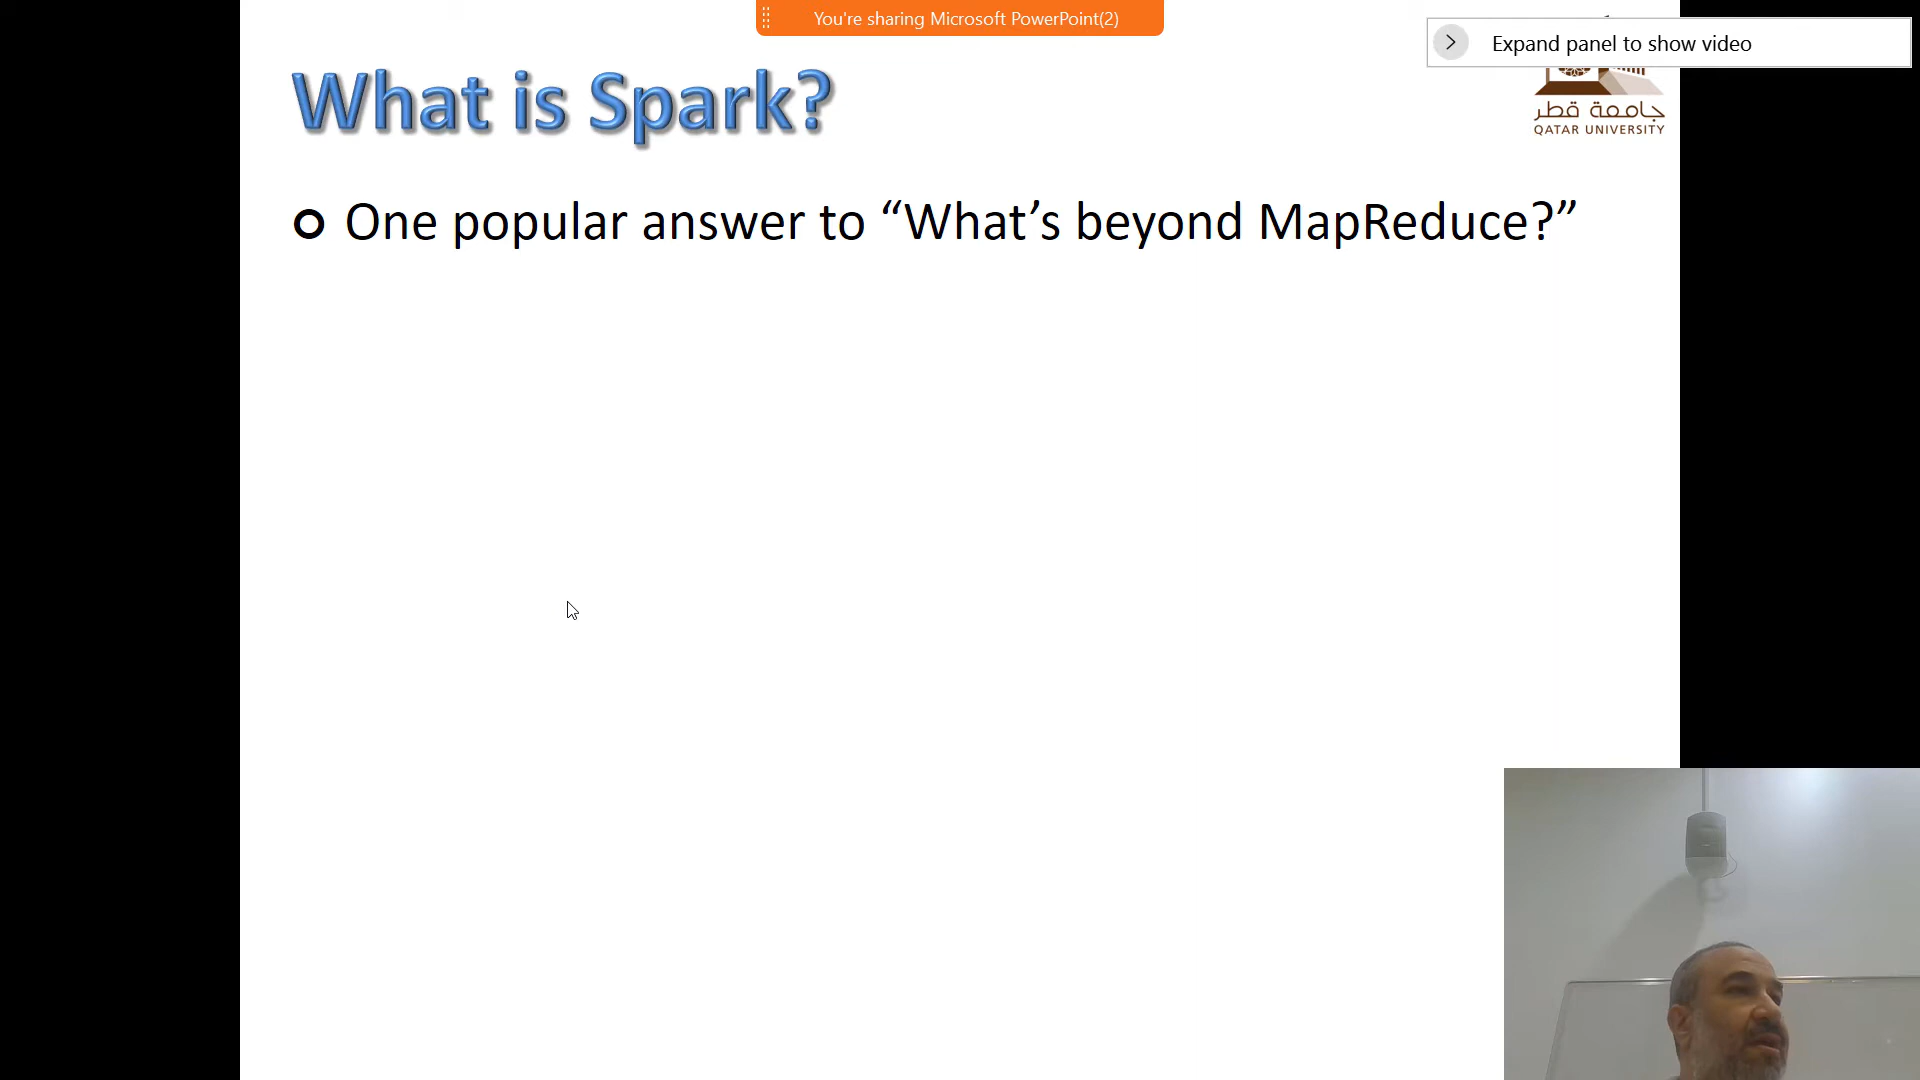 You're sharing Microsoft PowerPoint(2)
Expand panel to show video
What is Spark?
جامعة قطر
QATAR UNIVERSITY
One popular answer to “What’s beyond MapReduce?”